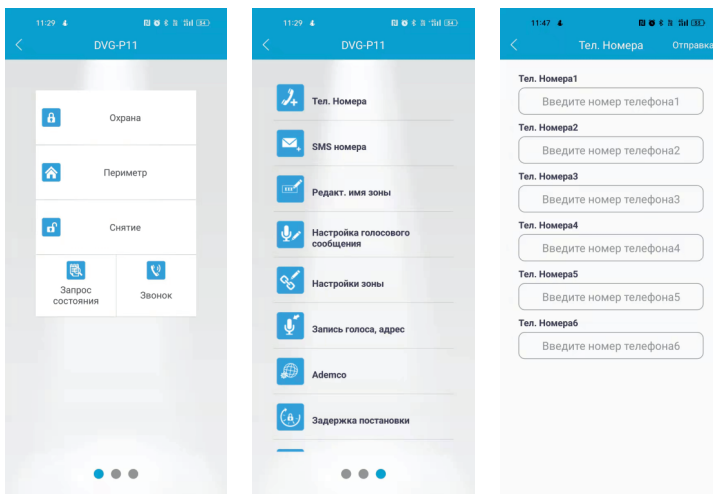 11:29
DVG-P11
Охрана
Периметр
Снятие
Запрос
состояния
Звонок
11:29
DVG-P11
Тел. Номера
SMS номера
Редакт. имя зоны
Настройка голосового
сообщения
Настройки зоны
Запись голоса, адрес
Ademco
Задержка постановки
11:47
Тел. Номера
Отправка
Тел. Номера1
Введите номер телефона1
Тел. Номера2
Введите номер телефона2
Тел. Номера3
Введите номер телефона3
Тел. Номера4
Введите номер телефона4
Тел. Номера5
Введите номер телефона5
Тел. Номера6
Введите номер телефона6